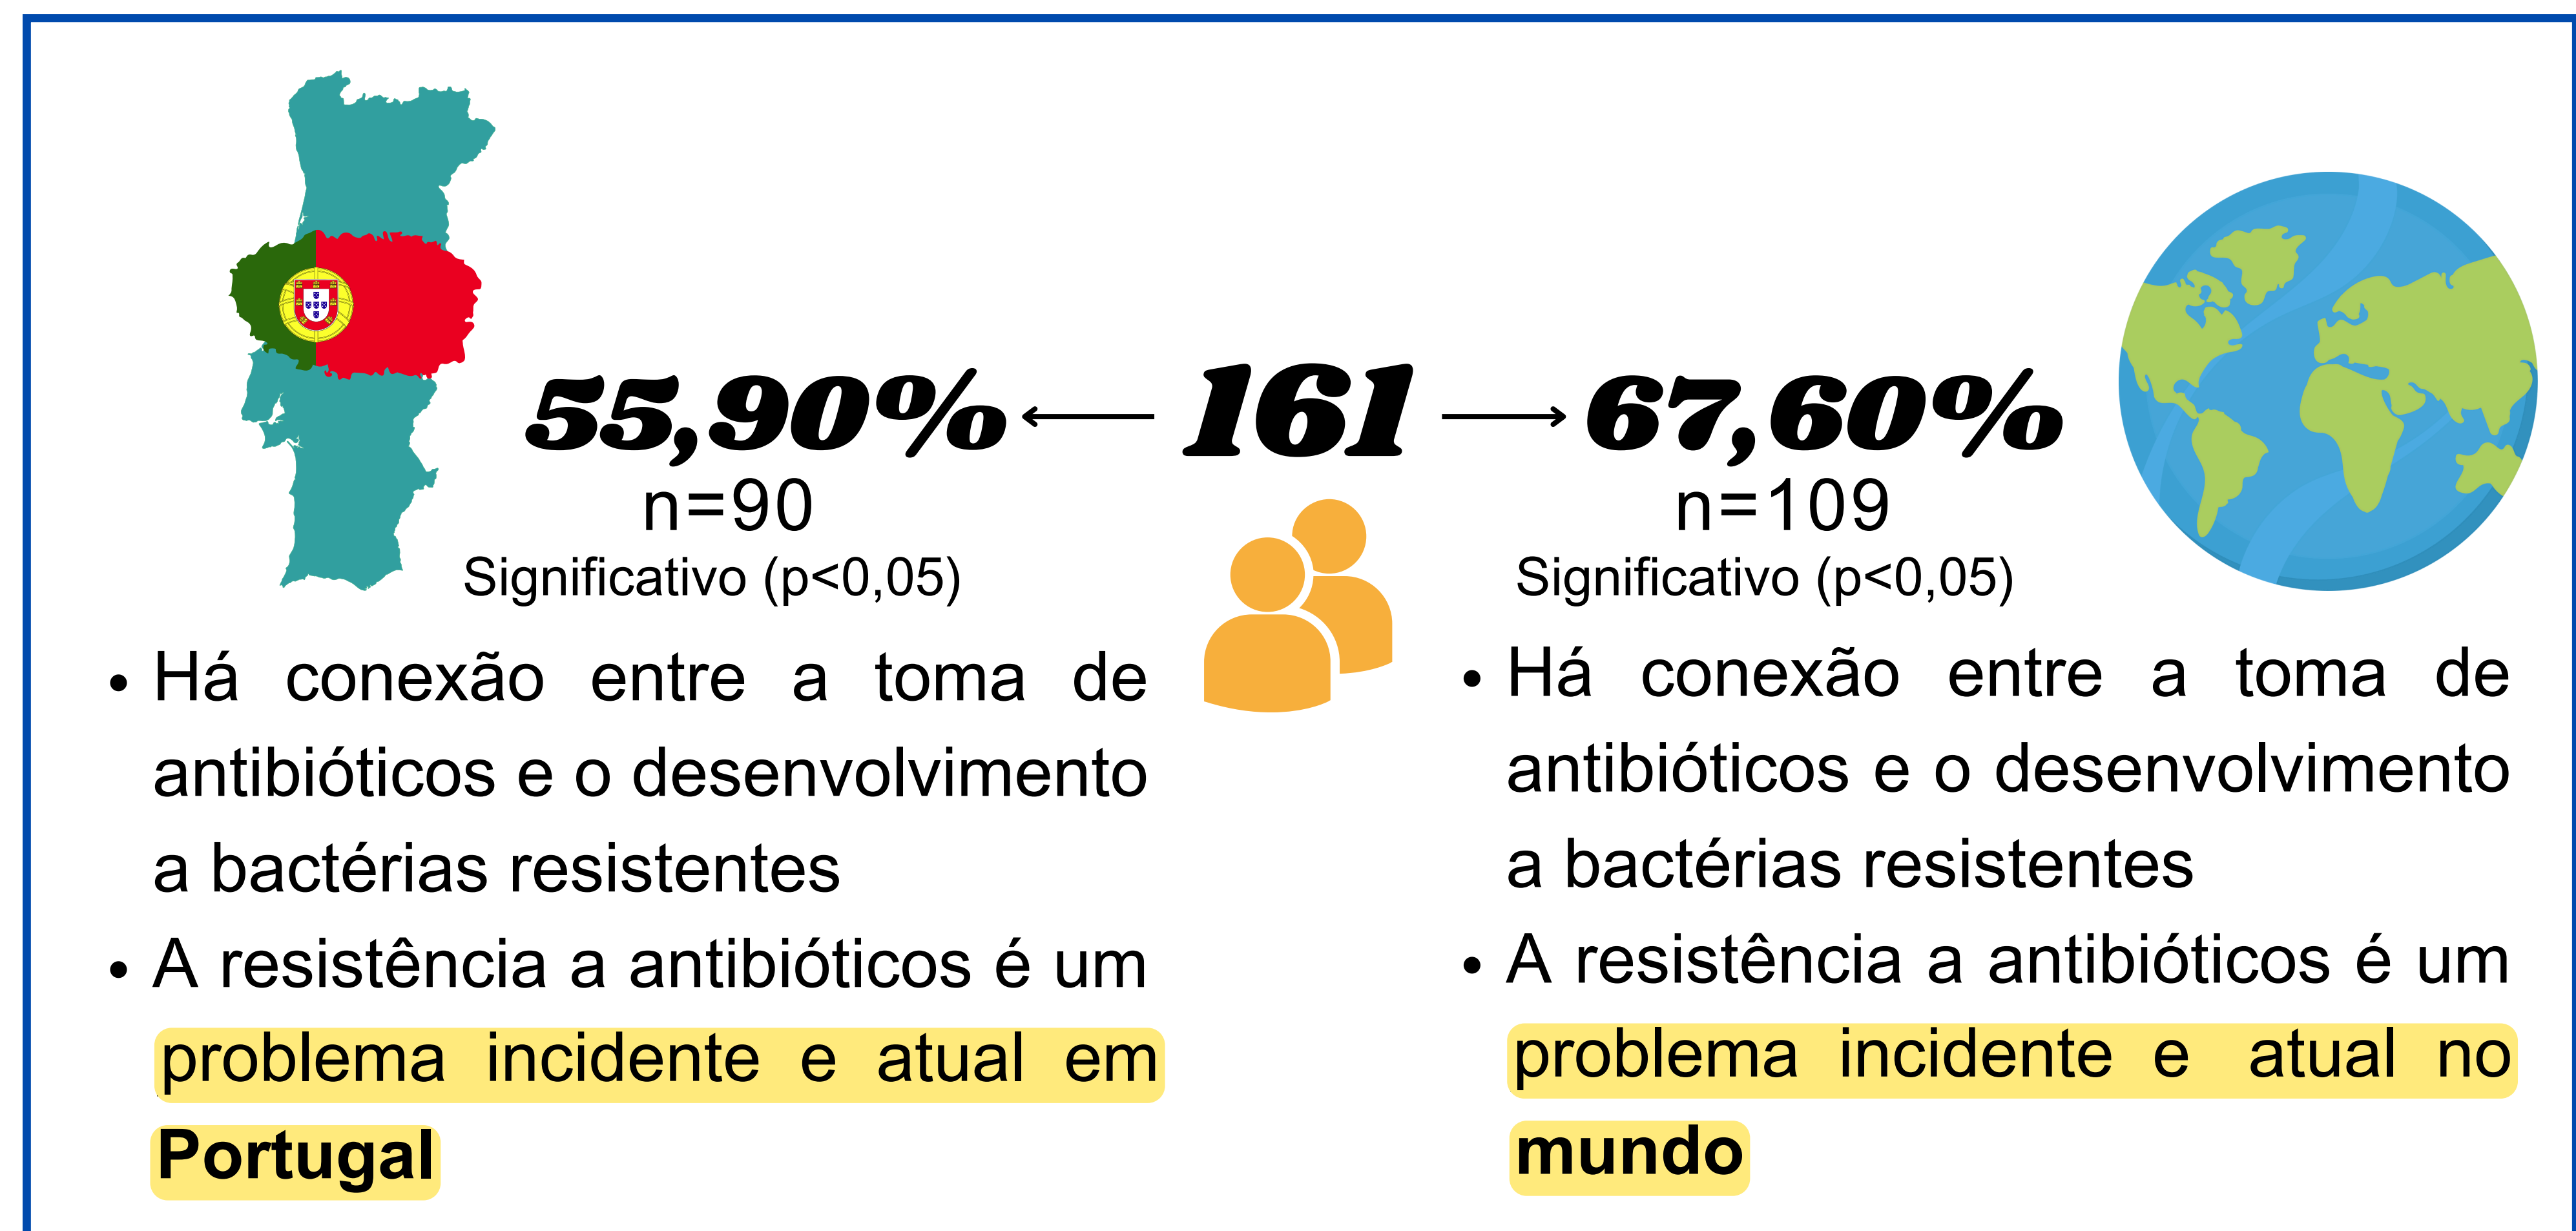 55,90%
161
67,60%
n=90
n=109
Significativo (p<0,05)
Significativo (p<0,05)
• Há conexão entre a toma de
antibióticos e o desenvolvimento
a bactérias resistentes
• A resistência a antibióticos é um
problema incidente e atual em
Portugal
• Há conexão entre a toma de
antibióticos e o desenvolvimento
a bactérias resistentes
• A resistência a antibióticos é um
problema incidente e atual no
mundo